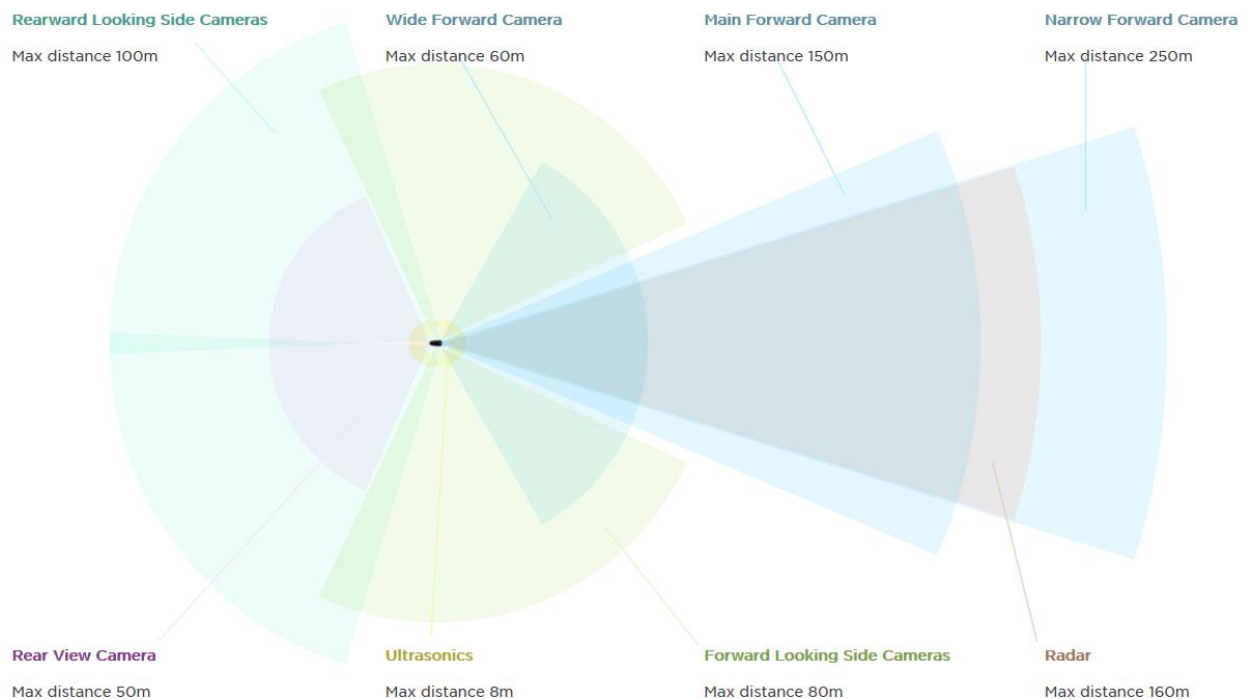 Rearward Looking Side Cameras
Max distance 100m
Wide Forward Camera
Max distance 60m
Main Forward Camera
Max distance 150m
Narrow Forward Camera
Max distance 250m
Rear View Camera
Max distance 50m
Ultrasonics
Max distance 8m
Forward Looking Side Cameras
Max distance 80m
Radar
Max distance 160m